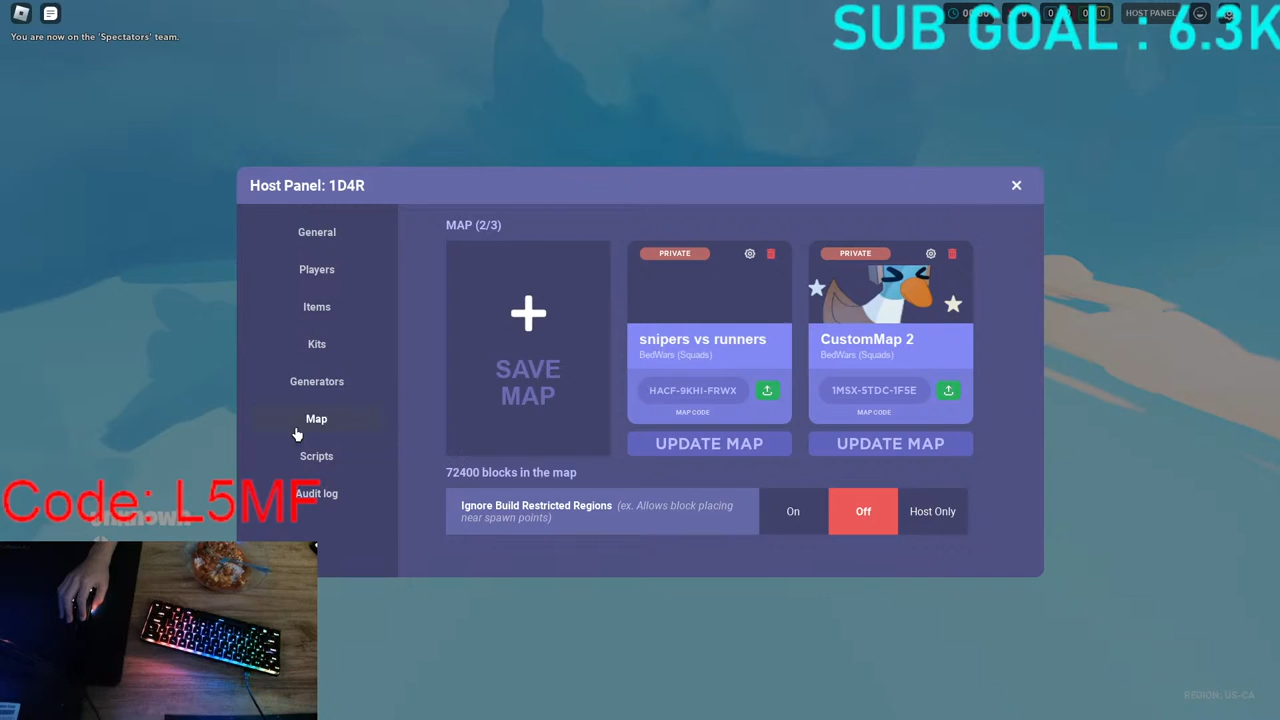 You are now on the 'Spectators' team.
HOST PANEL
SUB GOAL : 6.3K
Host Panel: 1D4R
General
Players
Items
Kits
Generators
Map
Scripts
Audit log
MAP (2/3)
SAVE
MAP
PRIVATE
snipers vs runners
BedWars (Squads)
HACF-9KHI-FRWX
MAP CODE
UPDATE MAP
PRIVATE
CustomMap 2
BedWars (Squads)
1MSX-5TDC-1F5E
MAP CODE
UPDATE MAP
72400 blocks in the map
Ignore Build Restricted Regions (ex. Allows block placing
near spawn points)
On
Off
Host Only
Code: L5MF
unknown
REGION: US-CA